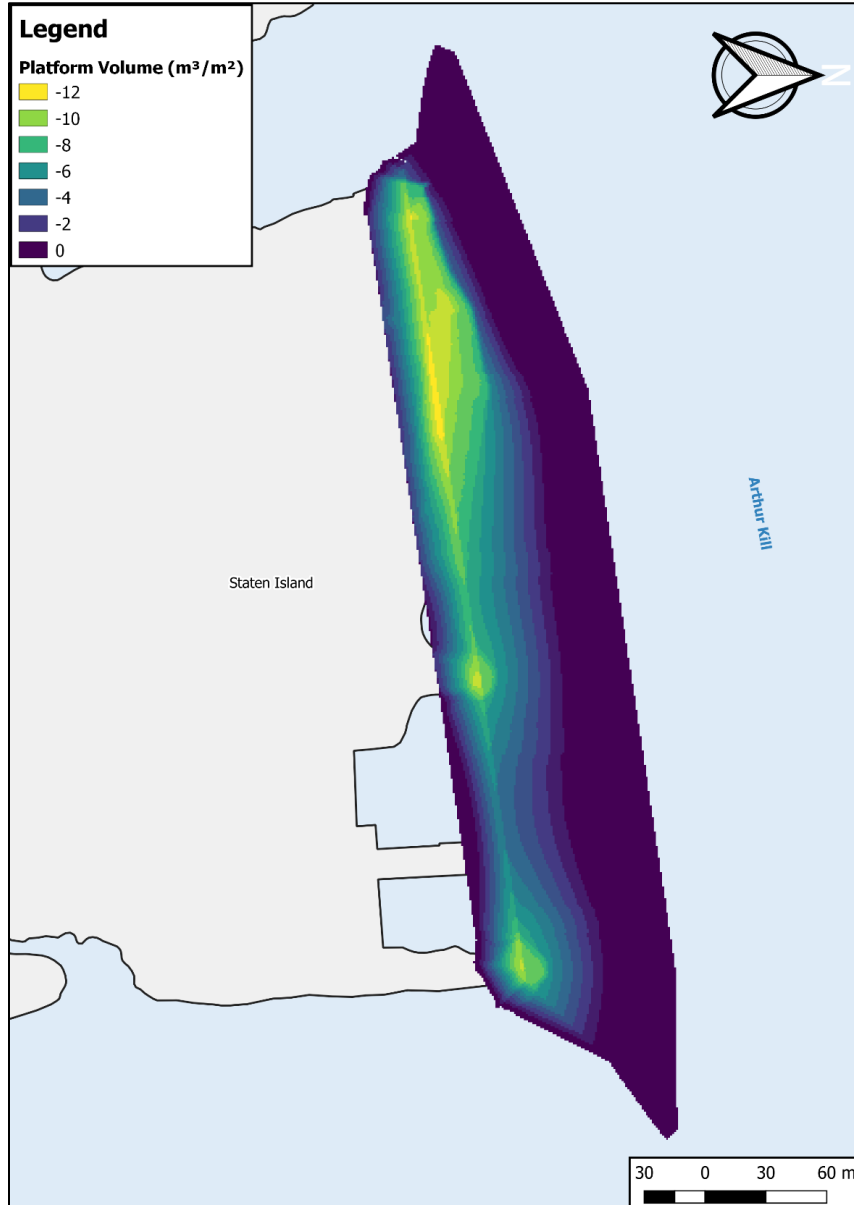 Legend
Platform Volume (m³/m²)
-12
-10
-8
-6
-4
-2
0
N
Arthur Kill
Staten Island
30 0 30 60 m